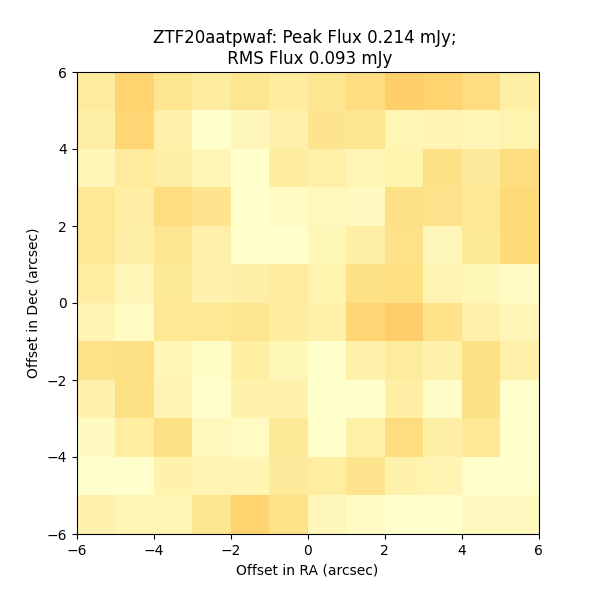 ZTF20aatpwaf: Peak Flux 0.214 mJy;
RMS Flux 0.093 mJy
6
4
2
0
−2
−4
−6
Offset in Dec (arcsec)
−6 −4 −2 0 2 4 6
Offset in RA (arcsec)